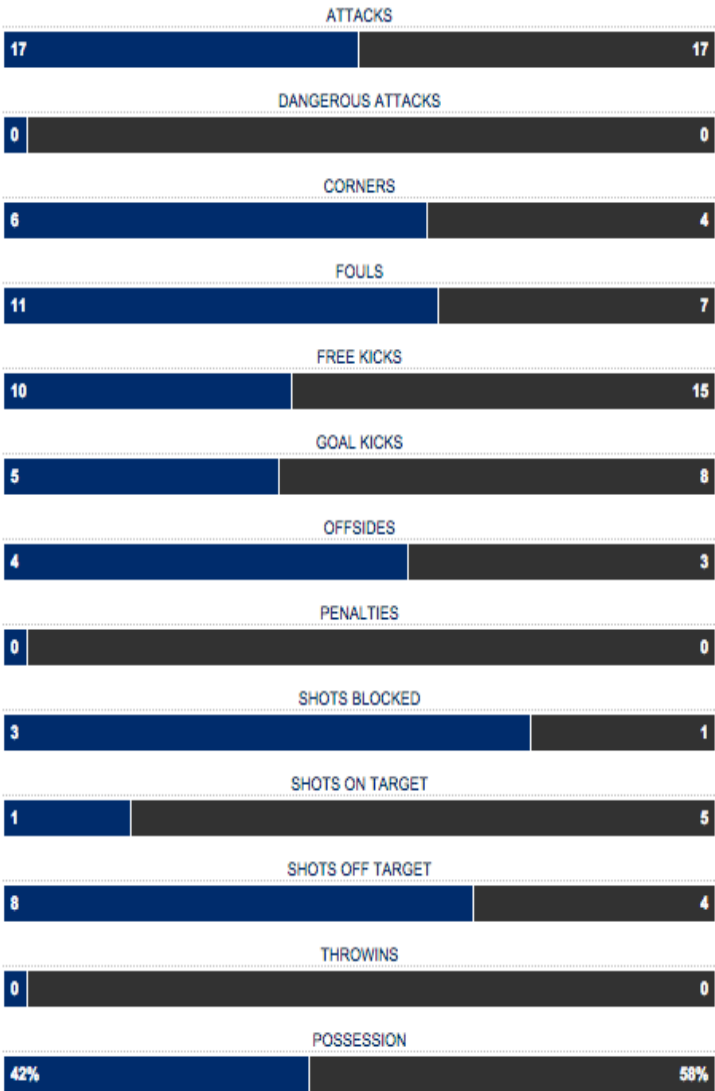 ATTACKS
17 17
DANGEROUS ATTACKS
0 0
CORNERS
6 4
FOULS
11 7
FREE KICKS
10 15
GOAL KICKS
5 8
OFFSIDES
4 3
PENALTIES
0 0
SHOTS BLOCKED
3 1
SHOTS ON TARGET
1 5
SHOTS OFF TARGET
8 4
THROWINS
0 0
POSSESSION
42% 58%